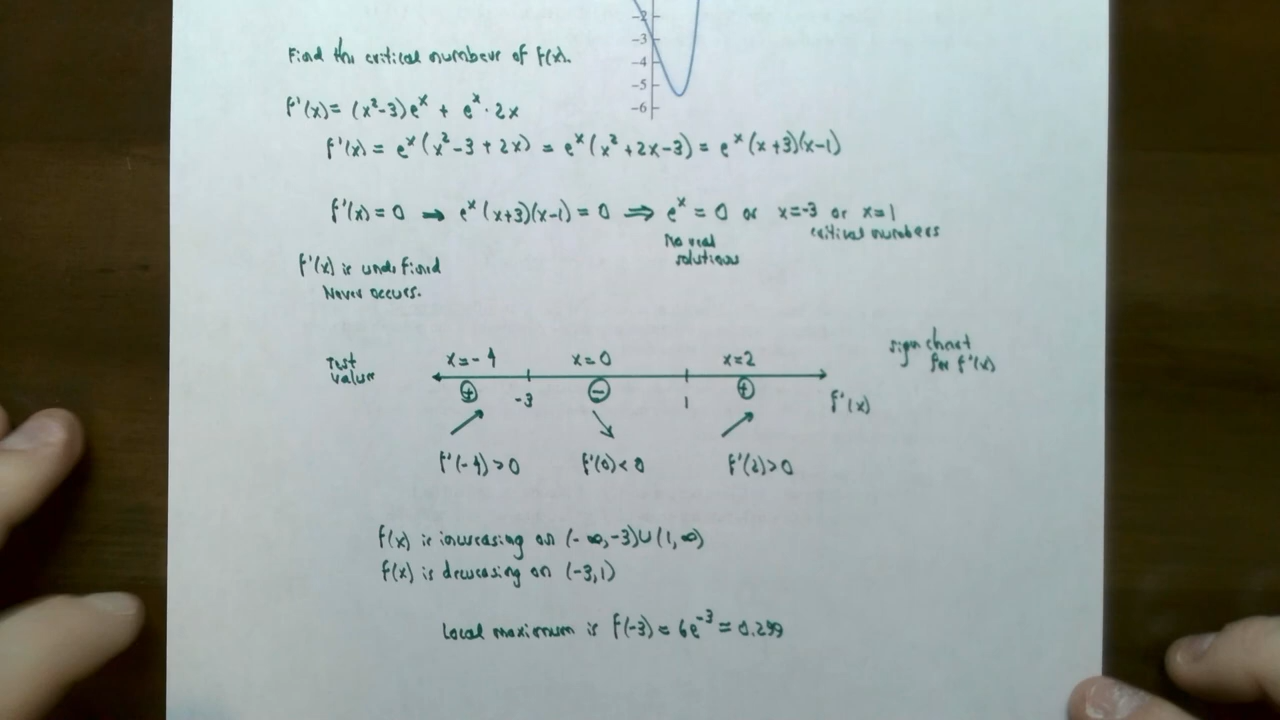 -2
-3
-4
-5
-6
Find the critical numbers of f(x).
f'(x) = (x²-3)eˣ + eˣ · 2x
f'(x) = eˣ(x²-3+2x) = eˣ(x²+2x-3) = eˣ(x+3)(x-1)
f'(x) = 0 → eˣ(x+3)(x-1) = 0 ⇒ eˣ = 0 or x=-3 or x=1
No real solutions
critical numbers
f'(x) is undefined
Never occurs.
sign chart
for f'(x)
Test values
x=-4 x=0 x=2
+ -3 − 1 + f'(x)
f'(-4)>0 f'(0)<0 f'(2)>0
f(x) is increasing on (-∞,-3)∪(1,∞)
f(x) is decreasing on (-3,1)
Local maximum is f(-3) = 6e⁻³ = 0.299